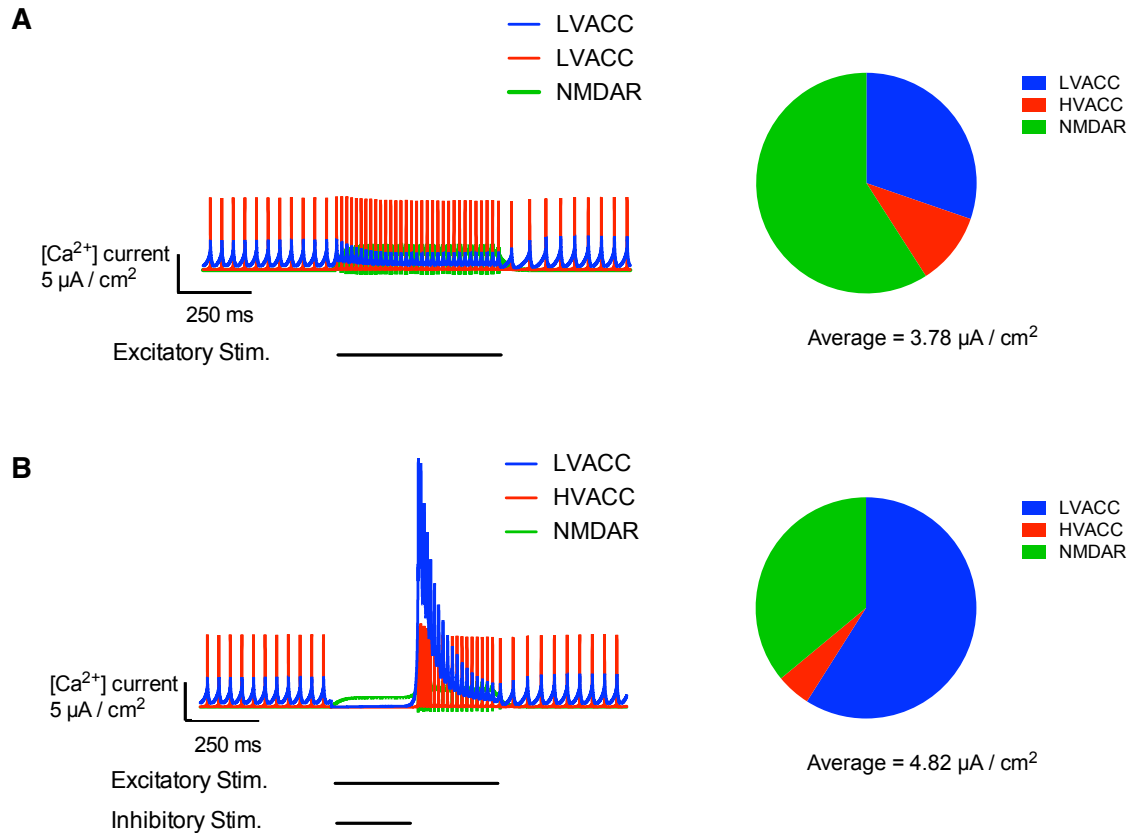 A
LVACC
LVACC
NMDAR
LVACC
HVACC
NMDAR
[Ca2+] current
5 µA / cm2
250 ms
Excitatory Stim.
Average = 3.78 µA / cm2
B
LVACC
HVACC
NMDAR
LVACC
HVACC
NMDAR
[Ca2+] current
5 µA / cm2
250 ms
Excitatory Stim.
Inhibitory Stim.
Average = 4.82 µA / cm2